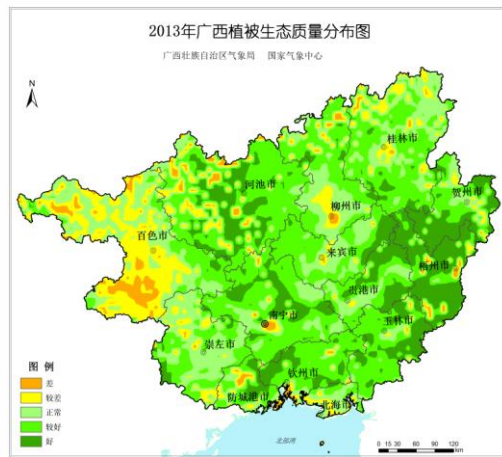 2013年广西植被生态质量分布图
广西壮族自治区气象局 国家气象中心
N
桂林市
河池市
贺州市
柳州市
百色市
来宾市
梧州市
贵港市
南宁市
玉林市
崇左市
钦州市
防城港市
北海市
北部湾
图 例
差
较差
正常
较好
好
0 15 30 60 90 120
km